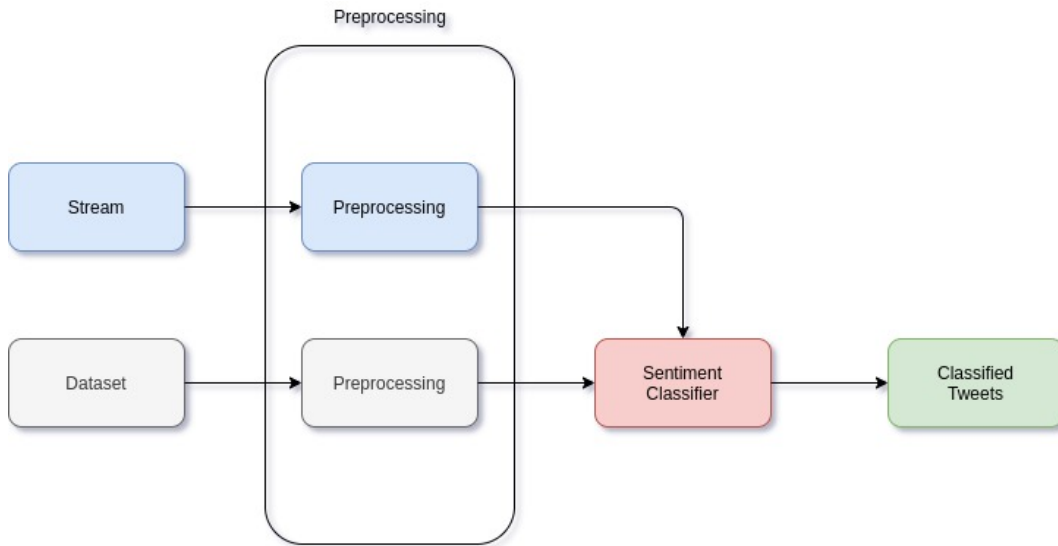 Preprocessing
Stream
Preprocessing
Dataset
Preprocessing
Sentiment
Classifier
Classified
Tweets